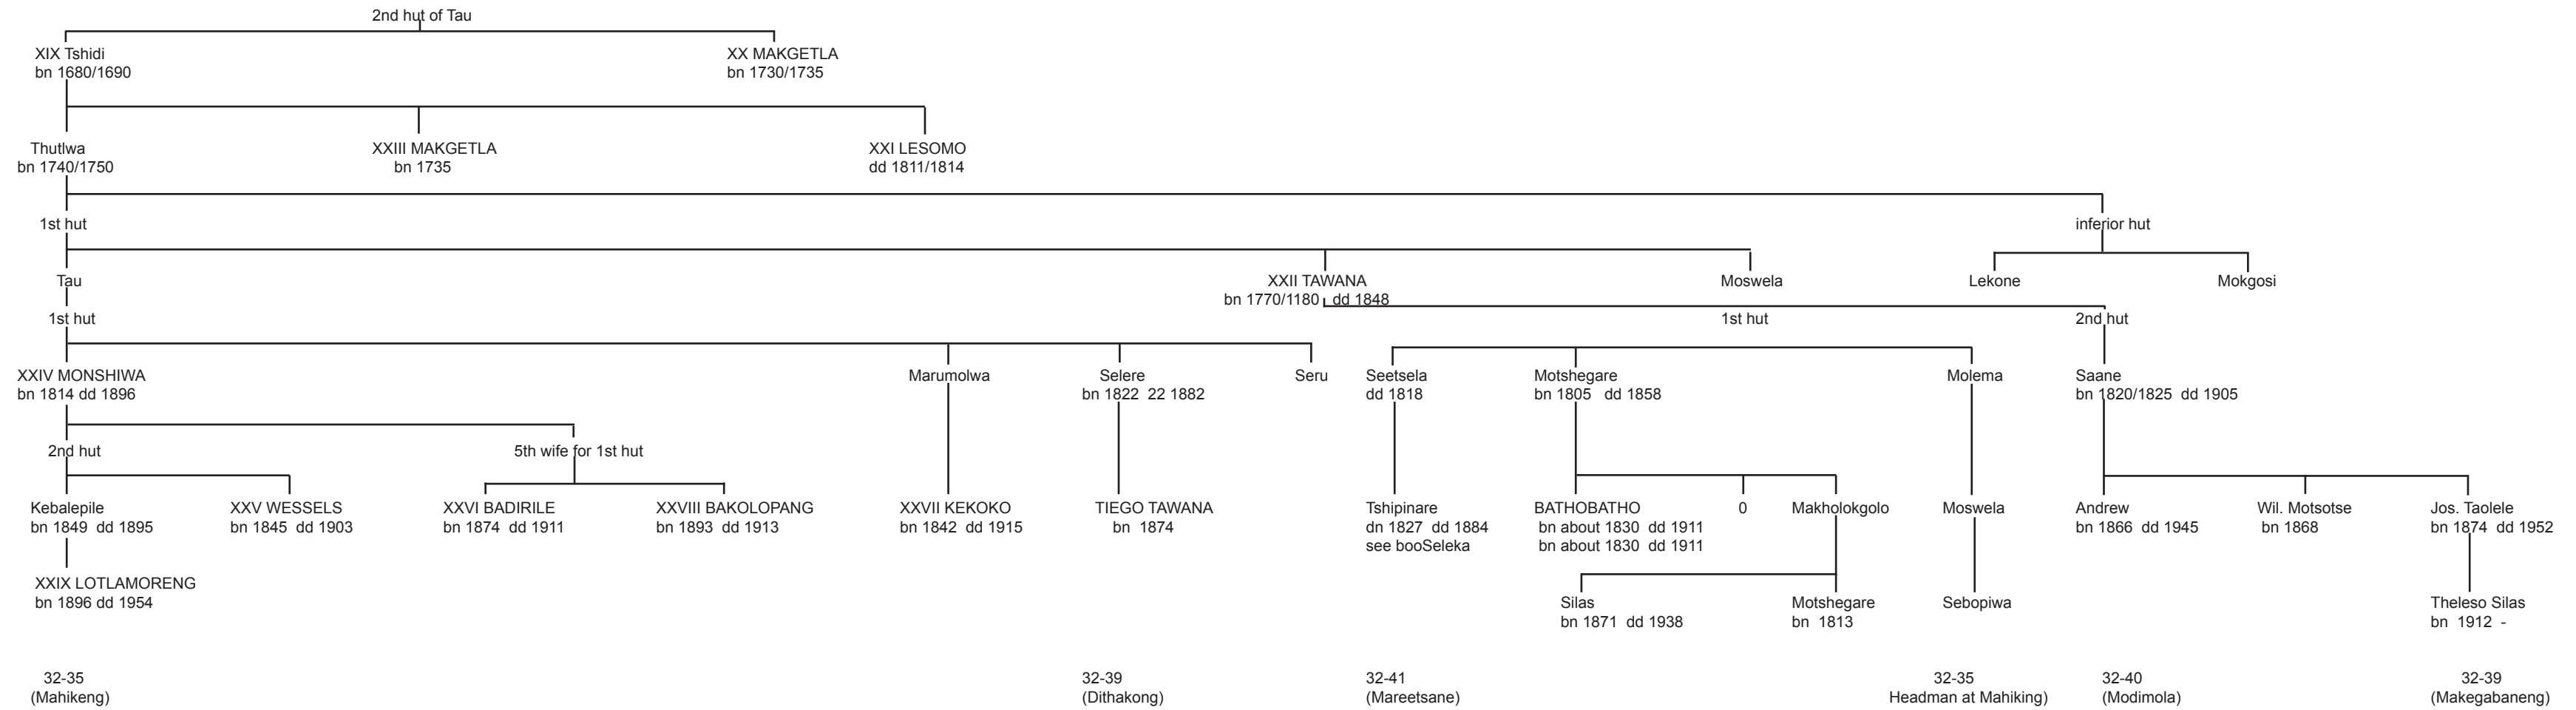 2nd hut of Tau
XIX Tshidi
bn 1680/1690
XX MAKGETLA
bn 1730/1735
Thutlwa
bn 1740/1750
XXIII MAKGETLA
bn 1735
XXI LESOMO
dd 1811/1814
1st hut
inferior hut
Tau
XXII TAWANA
bn 1770/1180 dd 1848
Moswela
Lekone
Mokgosi
1st hut
1st hut
2nd hut
XXIV MONSHIWA
bn 1814 dd 1896
Marumolwa
Selere
bn 1822 22 1882
Seru
Seetsela
dd 1818
Motshegare
bn 1805 dd 1858
Molema
Saane
bn 1820/1825 dd 1905
2nd hut
5th wife for 1st hut
Kebalepile
bn 1849 dd 1895
XXV WESSELS
bn 1845 dd 1903
XXVI BADIRILE
bn 1874 dd 1911
XXVIII BAKOLOPANG
bn 1893 dd 1913
XXVII KEKOKO
bn 1842 dd 1915
TIEGO TAWANA
bn 1874
Tshipinare
dn 1827 dd 1884
see booSeleka
BATHOBATHO
bn about 1830 dd 1911
bn about 1830 dd 1911
0
Makholokgolo
Moswela
Andrew
bn 1866 dd 1945
Wil. Motsotse
bn 1868
Jos. Taolele
bn 1874 dd 1952
XXIX LOTLAMORENG
bn 1896 dd 1954
Silas
bn 1871 dd 1938
Motshegare
bn 1813
Sebopiwa
Theleso Silas
bn 1912 -
32-35
(Mahikeng)
32-39
(Dithakong)
32-41
(Mareetsane)
32-35
Headman at Mahiking)
32-40
(Modimola)
32-39
(Makegabaneng)